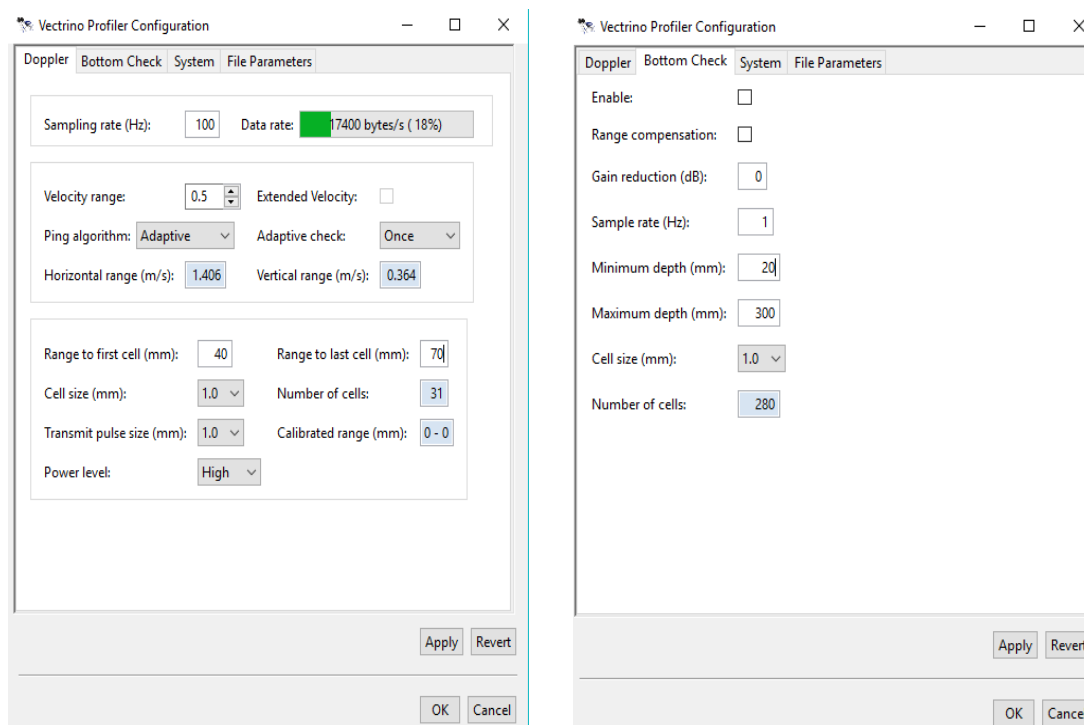 Vectrino Profiler Configuration
Doppler Bottom Check System File Parameters
Sampling rate (Hz): 100 Data rate: 17400 bytes/s ( 18%)
Velocity range: 0.5 Extended Velocity:
Ping algorithm: Adaptive Adaptive check: Once
Horizontal range (m/s): 1.406 Vertical range (m/s): 0.364
Range to first cell (mm): 40 Range to last cell (mm): 70
Cell size (mm): 1.0 Number of cells: 31
Transmit pulse size (mm): 1.0 Calibrated range (mm): 0 - 0
Power level: High
Apply Revert
OK Cancel
Vectrino Profiler Configuration
Doppler Bottom Check System File Parameters
Enable:
Range compensation:
Gain reduction (dB): 0
Sample rate (Hz): 1
Minimum depth (mm): 20
Maximum depth (mm): 300
Cell size (mm): 1.0
Number of cells: 280
Apply Revert
OK Cancel